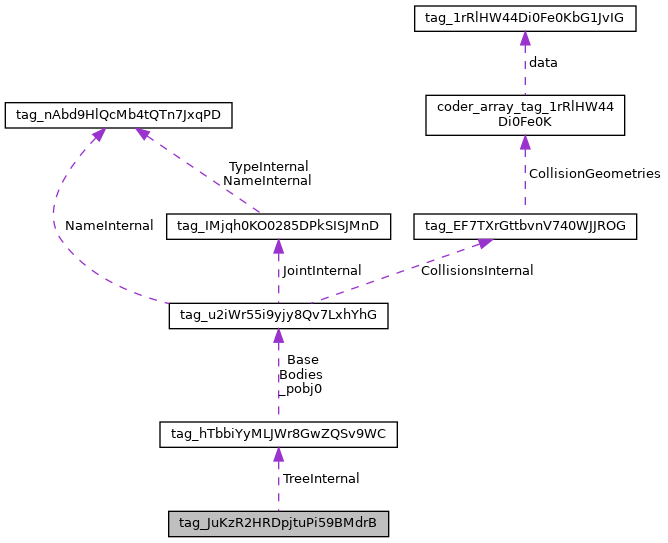 tag_1rRlHW44Di0Fe0KbG1JvIG
data
coder_array_tag_1rRlHW44
Di0Fe0K
tag_nAbd9HlQcMb4tQTn7JxqPD
TypeInternal
NameInternal
CollisionGeometries
NameInternal
tag_IMjqh0KO0285DPkSISJMnD
tag_EF7TXrGttbvnV740WJJROG
JointInternal
CollisionsInternal
tag_u2iWr55i9yjy8Qv7LxhYhG
Base
Bodies
_pobj0
tag_hTbbiYyMLJWr8GwZQSv9WC
TreeInternal
tag_JuKzR2HRDpjtuPi59BMdrB